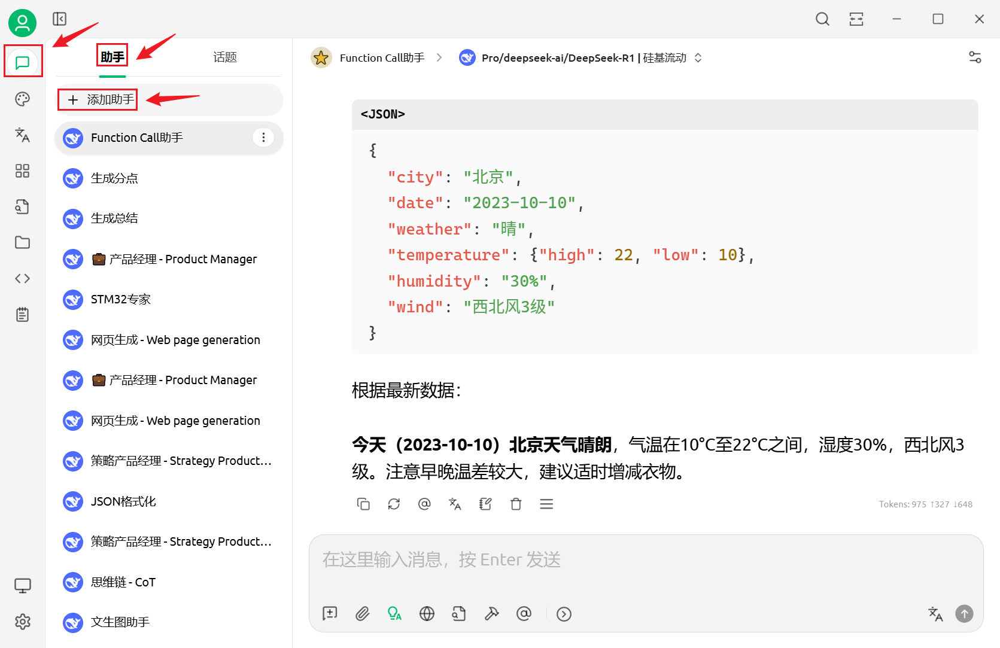 助手
话题
添加助手
Function Call助手
生成分点
生成总结
产品经理 - Product Manager
STM32专家
网页生成 - Web page generation
产品经理 - Product Manager
网页生成 - Web page generation
策略产品经理 - Strategy Product...
JSON格式化
策略产品经理 - Strategy Product...
思维链 - CoT
文生图助手
Function Call助手
Pro/deepseek-ai/DeepSeek-R1 | 硅基流动
<JSON>
{
"city": "北京",
"date": "2023-10-10",
"weather": "晴",
"temperature": {"high": 22, "low": 10},
"humidity": "30%",
"wind": "西北风3级"
}
根据最新数据：
今天（2023-10-10）北京天气晴朗，气温在10°C至22°C之间，湿度30%，西北风3
级。注意早晚温差较大，建议适时增减衣物。
Tokens: 975 ↑327 ↓648
在这里输入消息，按 Enter 发送